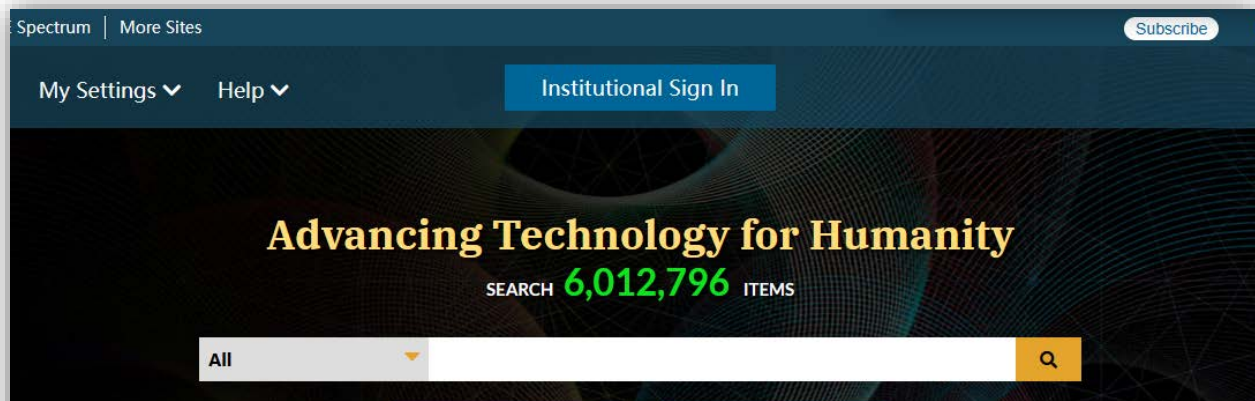 Spectrum | More Sites
Subscribe
My Settings Help Institutional Sign In
Advancing Technology for Humanity
SEARCH 6,012,796 ITEMS
All